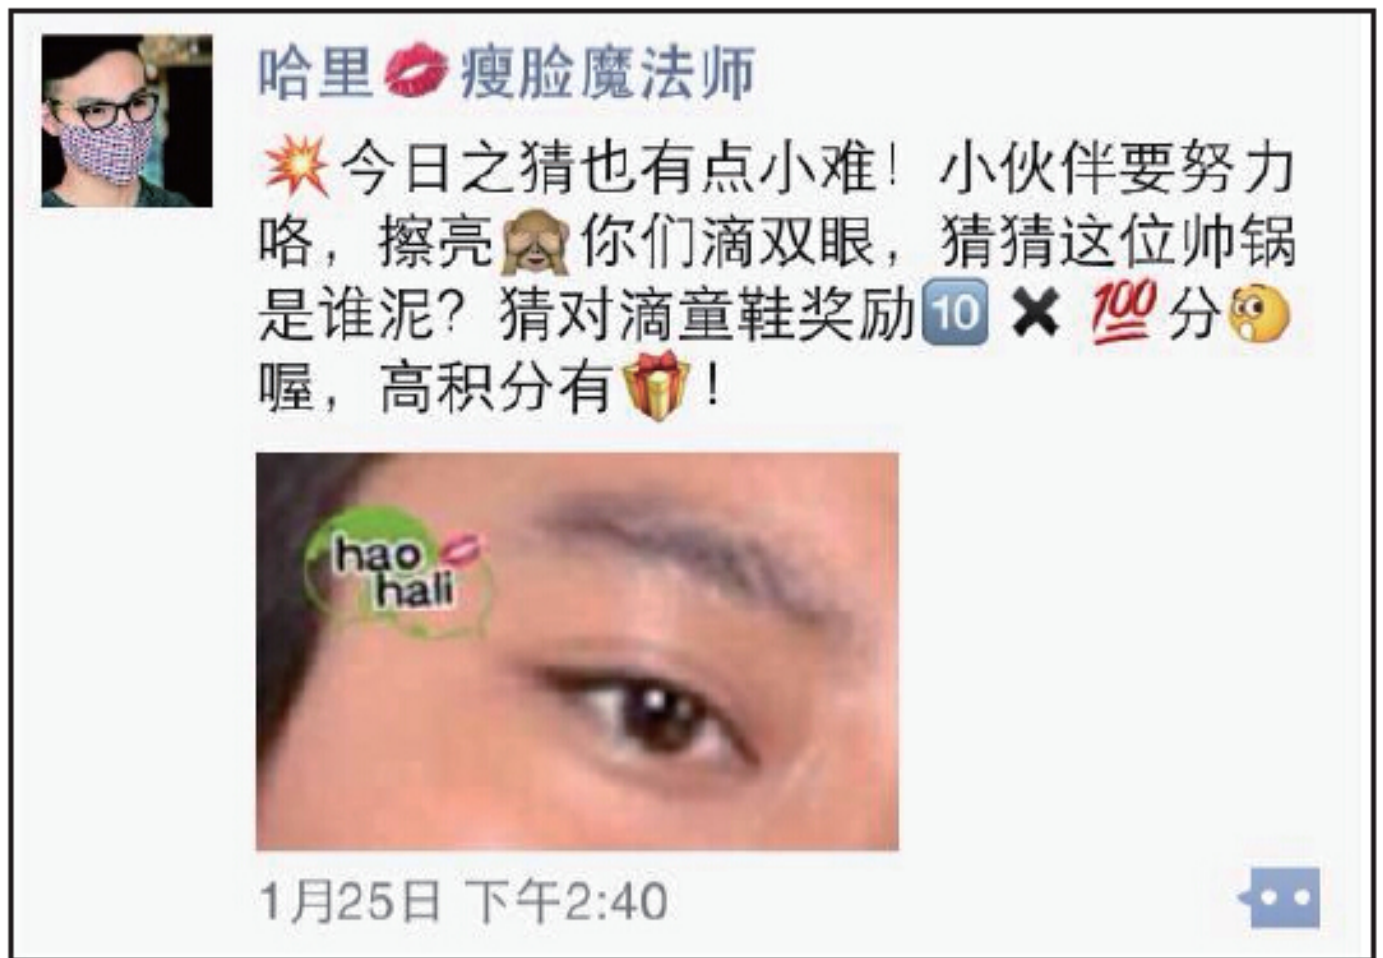 哈里💋瘦脸魔法师
💥今日之猜也有点小难！小伙伴要努力
咯，擦亮🙈你们滴双眼，猜猜这位帅锅
是谁泥？猜对滴童鞋奖励🔟✖💯分😲
喔，高积分有🎁！
hao
hali
1月25日 下午2:40